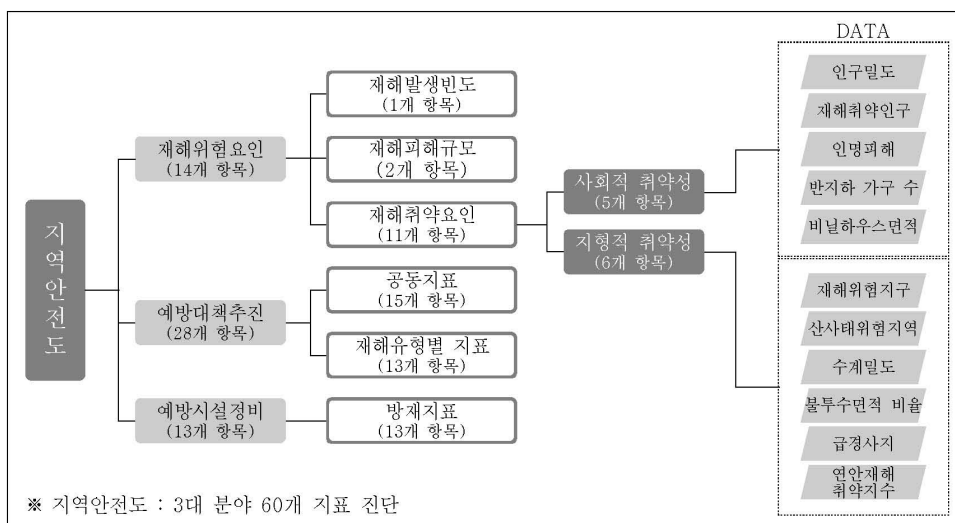 DATA
지역안전도
재해위험요인
(14개 항목)
예방대책추진
(28개 항목)
예방시설정비
(13개 항목)
재해발생빈도
(1개 항목)
재해피해규모
(2개 항목)
재해취약요인
(11개 항목)
공동지표
(15개 항목)
재해유형별 지표
(13개 항목)
방재지표
(13개 항목)
사회적 취약성
(5개 항목)
지형적 취약성
(6개 항목)
인구밀도
재해취약인구
인명피해
반지하 가구 수
비닐하우스면적
재해위험지구
산사태위험지역
수계밀도
불투수면적 비율
급경사지
연안재해
취약지수
※ 지역안전도 : 3대 분야 60개 지표 진단